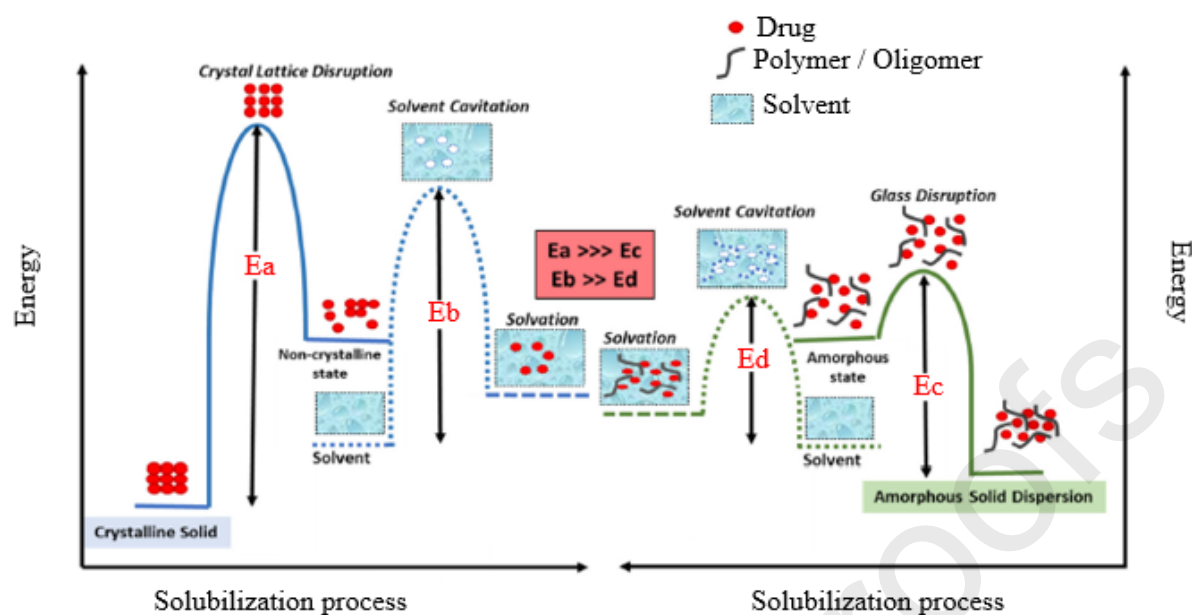 Drug
Polymer / Oligomer
Solvent
Crystal Lattice Disruption
Solvent Cavitation
Glass Disruption
Solvent Cavitation
Energy
Ea
Eb
Ea >>> Ec
Eb >> Ed
Ed
Ec
Energy
Non-crystalline
state
Solvation
Solvation
Amorphous
state
Solvent
Solvent
Crystalline Solid
Amorphous Solid Dispersion
Solubilization process
Solubilization process
roofs